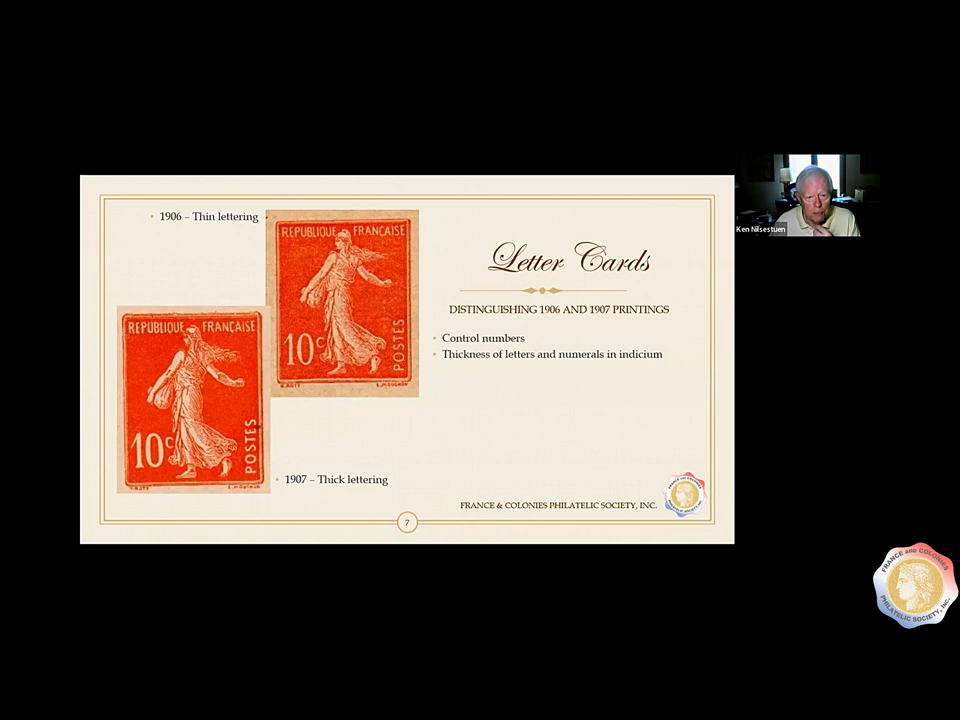 1906 – Thin lettering
REPUBLIQUE FRANÇAISE
10c
POSTES
REPUBLIQUE FRANÇAISE
10c
POSTES
1907 – Thick lettering
Letter Cards
DISTINGUISHING 1906 AND 1907 PRINTINGS
Control numbers
Thickness of letters and numerals in indicium
FRANCE & COLONIES PHILATELIC SOCIETY, INC.
7
Ken Nilsestuen
FRANCE and COLONIES
PHILATELIC SOCIETY, INC.